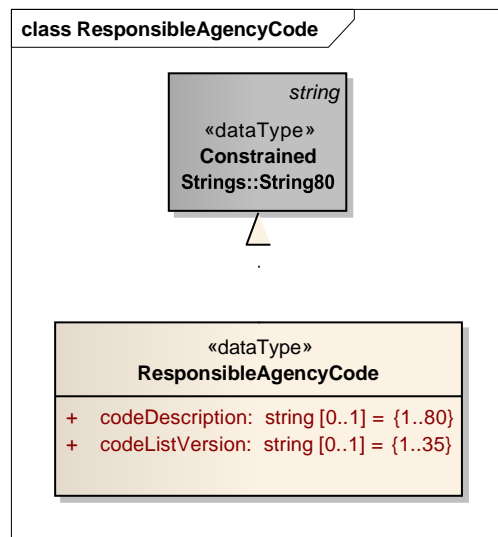 class ResponsibleAgencyCode
string
«dataType»
Constrained
Strings::String80
«dataType»
ResponsibleAgencyCode
+ codeDescription: string [0..1] = {1..80}
+ codeListVersion: string [0..1] = {1..35}